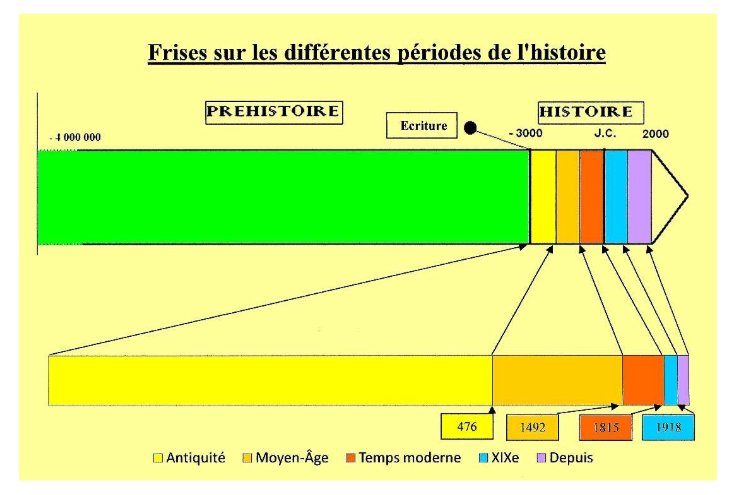 Frises sur les différentes périodes de l'histoire
PREHISTOIRE
HISTOIRE
Ecriture
- 4 000 000
- 3000
J.C.
2000
476
1492
1815
1918
Antiquité
Moyen-Âge
Temps moderne
XIXe
Depuis